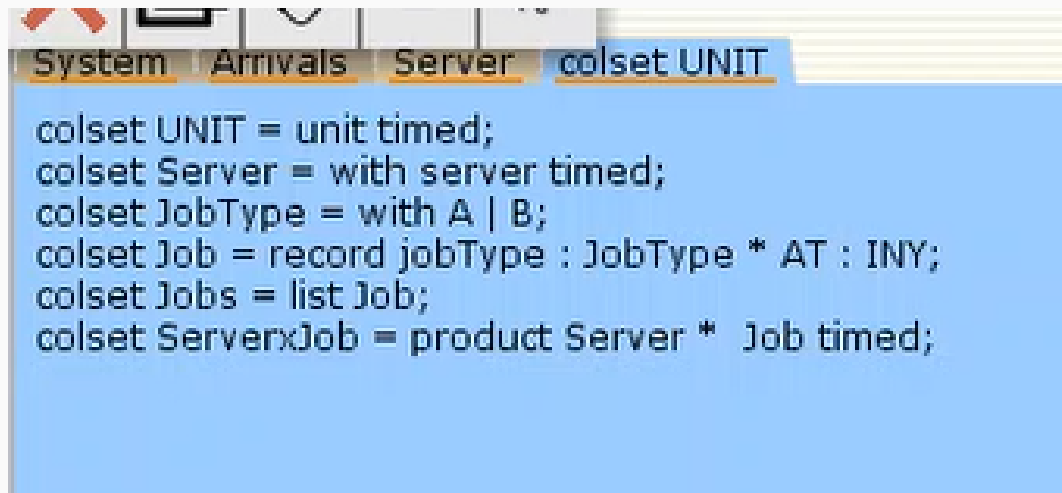 System Arrivals Server colset UNIT
colset UNIT = unit timed;
colset Server = with server timed;
colset JobType = with A | B;
colset Job = record jobType : JobType * AT : INY;
colset Jobs = list Job;
colset ServerxJob = product Server * Job timed;